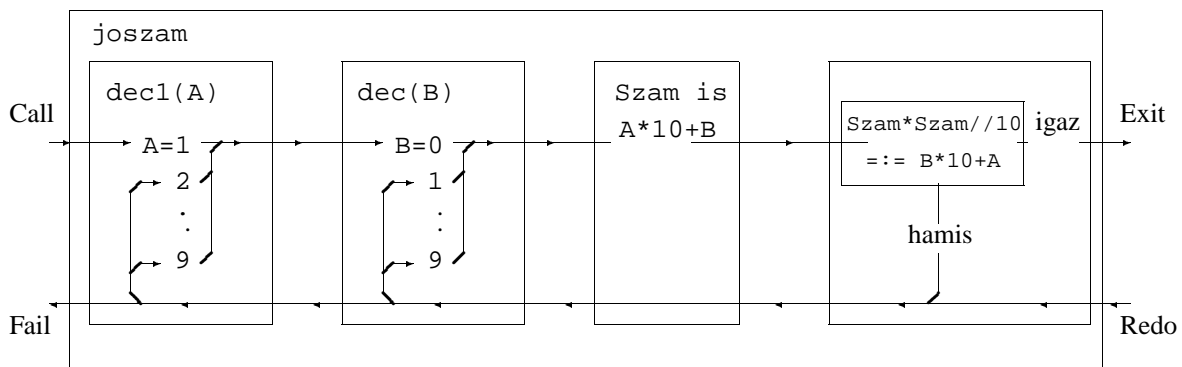 joszam
dec1(A)
dec(B)
Szam is
A*10+B
Call
A=1
2
.
.
9
B=0
1
.
.
9
Szam*Szam//10
=:= B*10+A
igaz
Exit
hamis
Fail
Redo